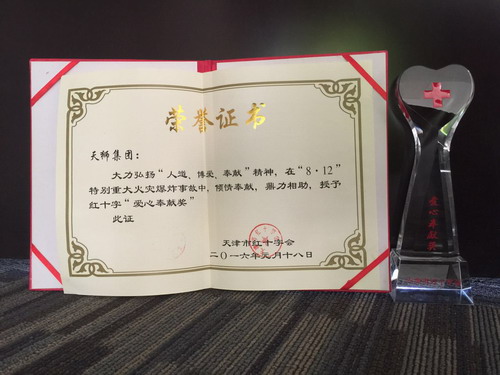 荣誉证书
天狮集团：
大力弘扬“人道、博爱、奉献”精神，在“8·12”
特别重大火灾爆炸事故中，倾情奉献，鼎力相助，授予
红十字“爱心奉献奖”
此证
天津市红十字会
二〇一六年元月十八日
爱心奉献奖